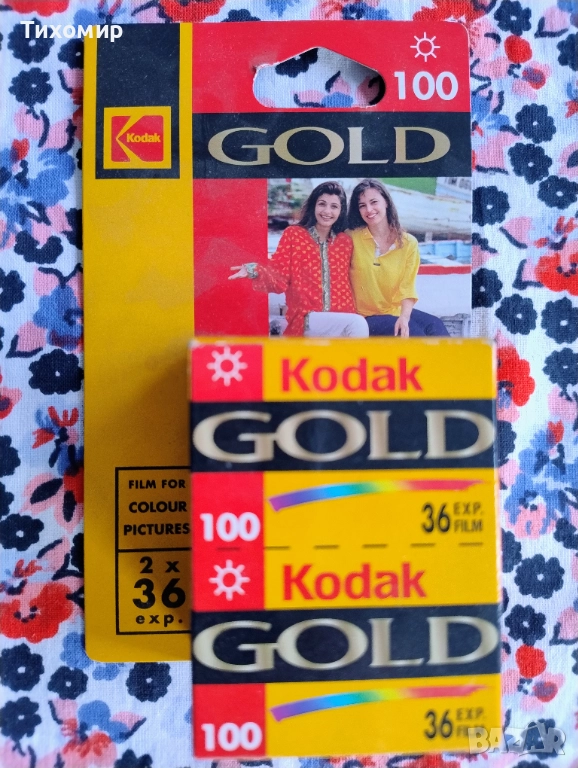 Тихомир
100
Kodak
GOLD
Kodak
GOLD
FILM FOR
COLOUR
PICTURES
100
36 EXP.
FILM
2 x
36
exp.
Kodak
GOLD
100
36 EXP.
FILM
BAZAR